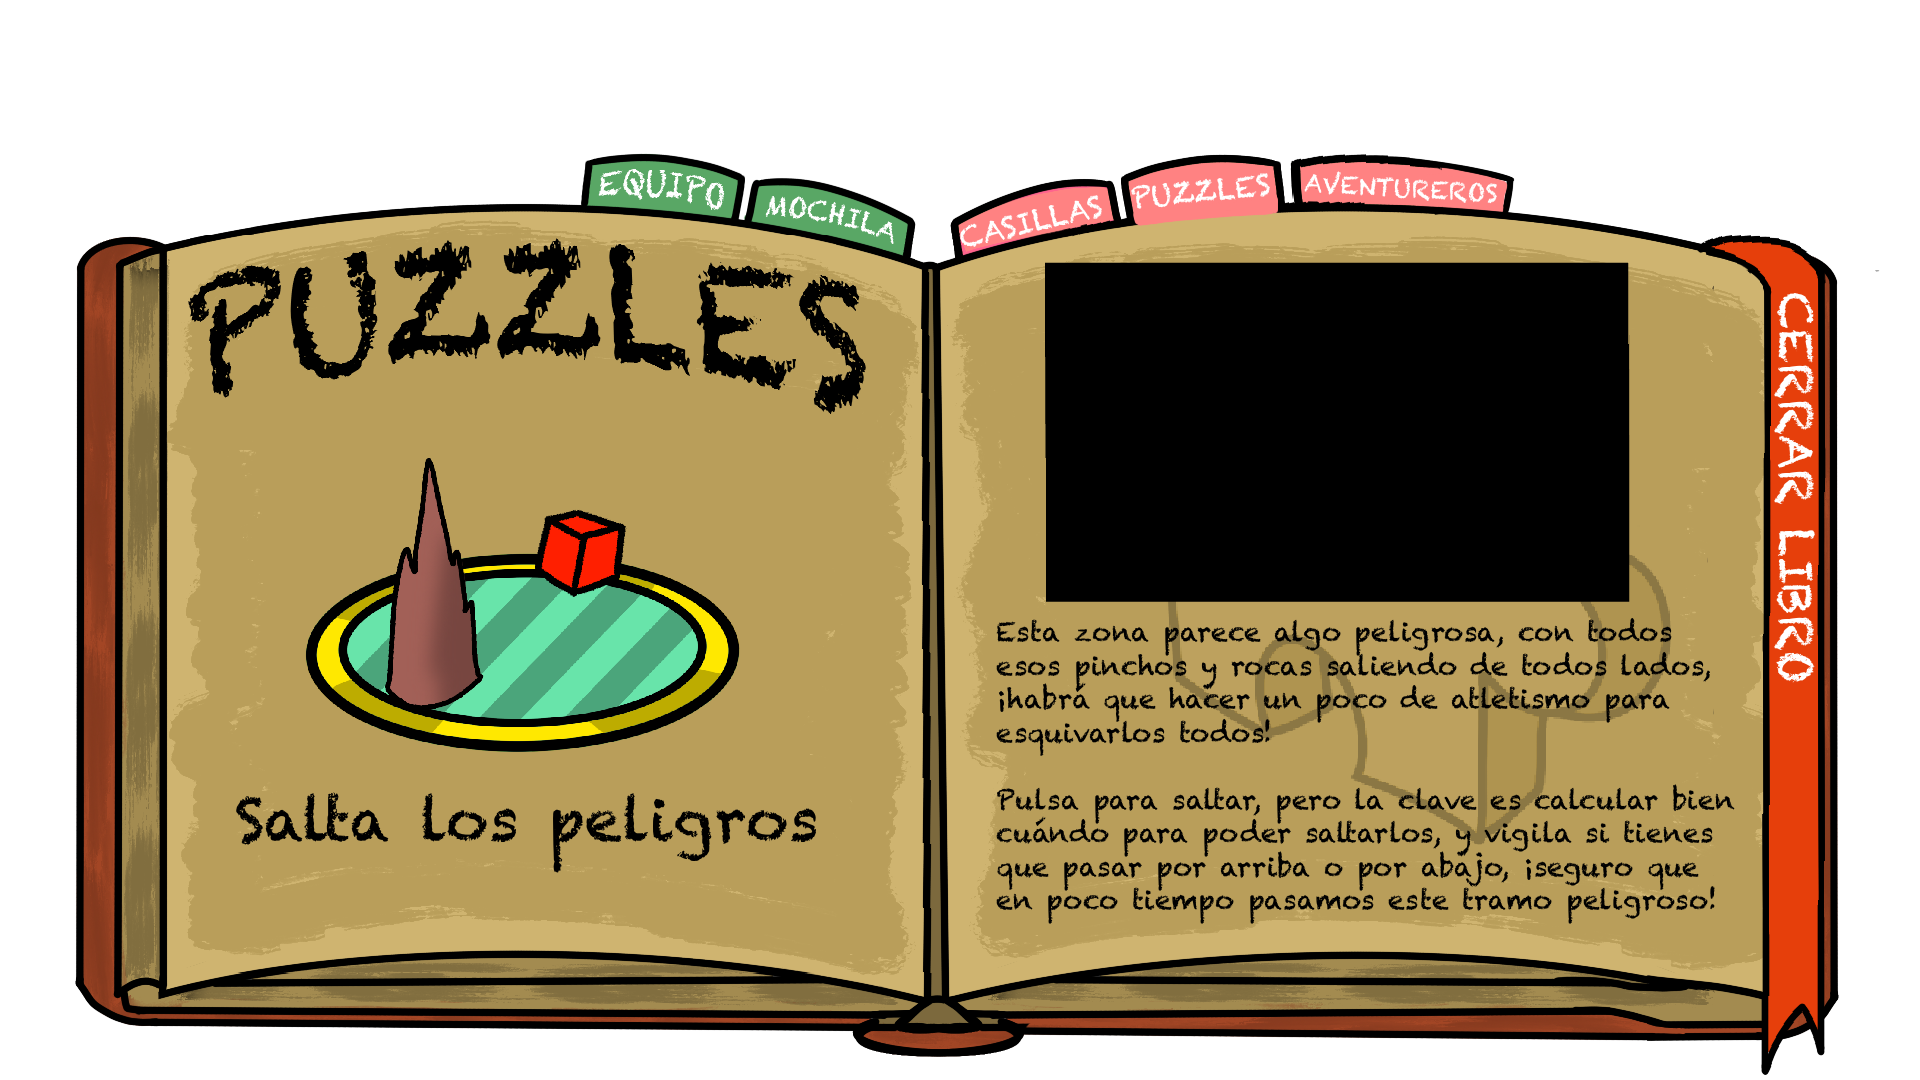 EQUIPO
MOCHILA
CASILLAS
PUZZLES
AVENTUREROS
PUZZLES
Salta los peligros
Esta zona parece algo peligrosa, con todos
esos pinchos y rocas saliendo de todos lados,
¡habrá que hacer un poco de atletismo para
esquivarlos todos!
Pulsa para saltar, pero la clave es calcular bien
cuándo para poder saltarlos, y vigila si tienes
que pasar por arriba o por abajo, ¡seguro que
en poco tiempo pasamos este tramo peligroso!
CERRAR LIBRO